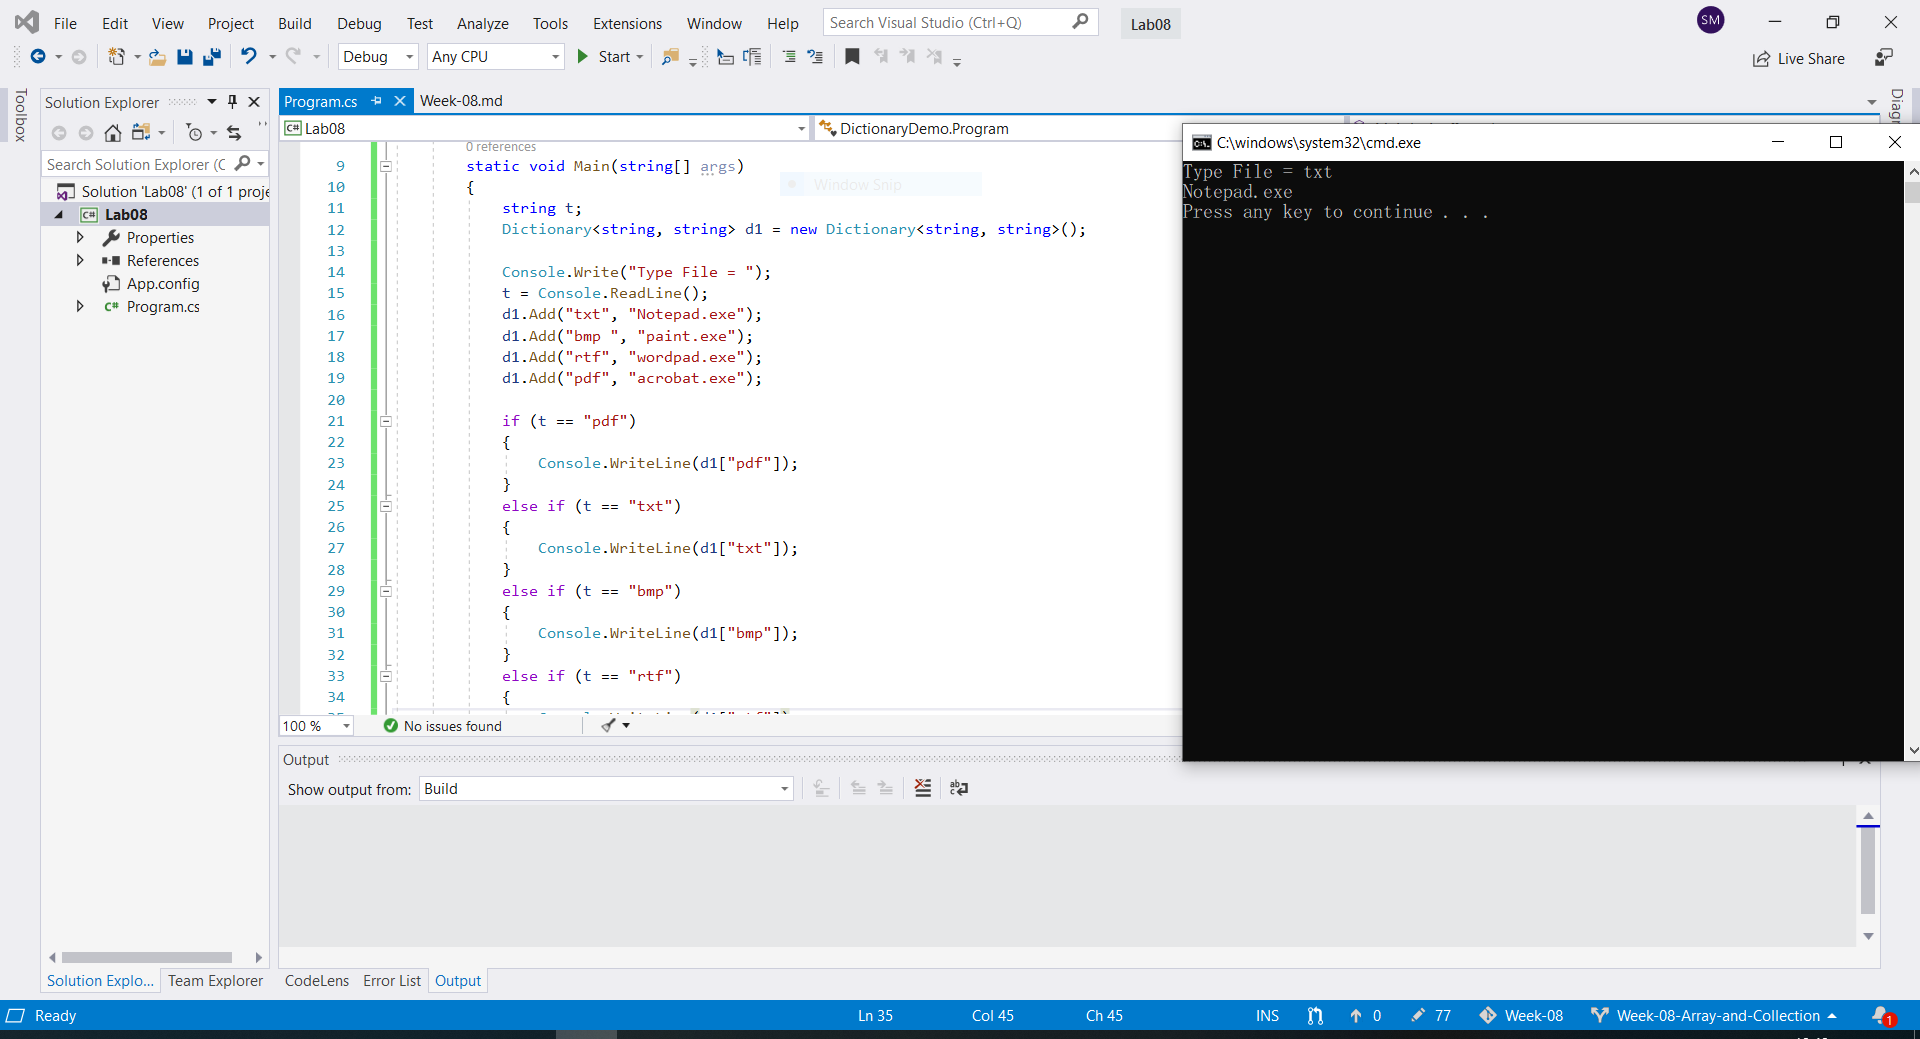 File Edit View Project Build Debug Test Analyze Tools Extensions Window Help Search Visual Studio (Ctrl+Q) Lab08 SM
Debug Any CPU Start Live Share
Toolbox
Solution Explorer
Search Solution Explorer (C
Solution 'Lab08' (1 of 1 proje
C# Lab08
Properties
References
App.config
C# Program.cs
Program.cs Week-08.md
C# Lab08 DictionaryDemo.Program
0 references
9 static void Main(string[] args)
Window Snip
10 {
11 string t;
12 Dictionary<string, string> d1 = new Dictionary<string, string>();
13
14 Console.Write("Type File = ");
15 t = Console.ReadLine();
16 d1.Add("txt", "Notepad.exe");
17 d1.Add("bmp ", "paint.exe");
18 d1.Add("rtf", "wordpad.exe");
19 d1.Add("pdf", "acrobat.exe");
20
21 if (t == "pdf")
22 {
23 Console.WriteLine(d1["pdf"]);
24 }
25 else if (t == "txt")
26 {
27 Console.WriteLine(d1["txt"]);
28 }
29 else if (t == "bmp")
30 {
31 Console.WriteLine(d1["bmp"]);
32 }
33 else if (t == "rtf")
34 {
100 % No issues found
C:\windows\system32\cmd.exe
Type File = txt
Notepad.exe
Press any key to continue . . .
Output
Show output from: Build
Solution Explo... Team Explorer CodeLens Error List Output
Ready Ln 35 Col 45 Ch 45 INS 0 77 Week-08 Week-08-Array-and-Collection 1